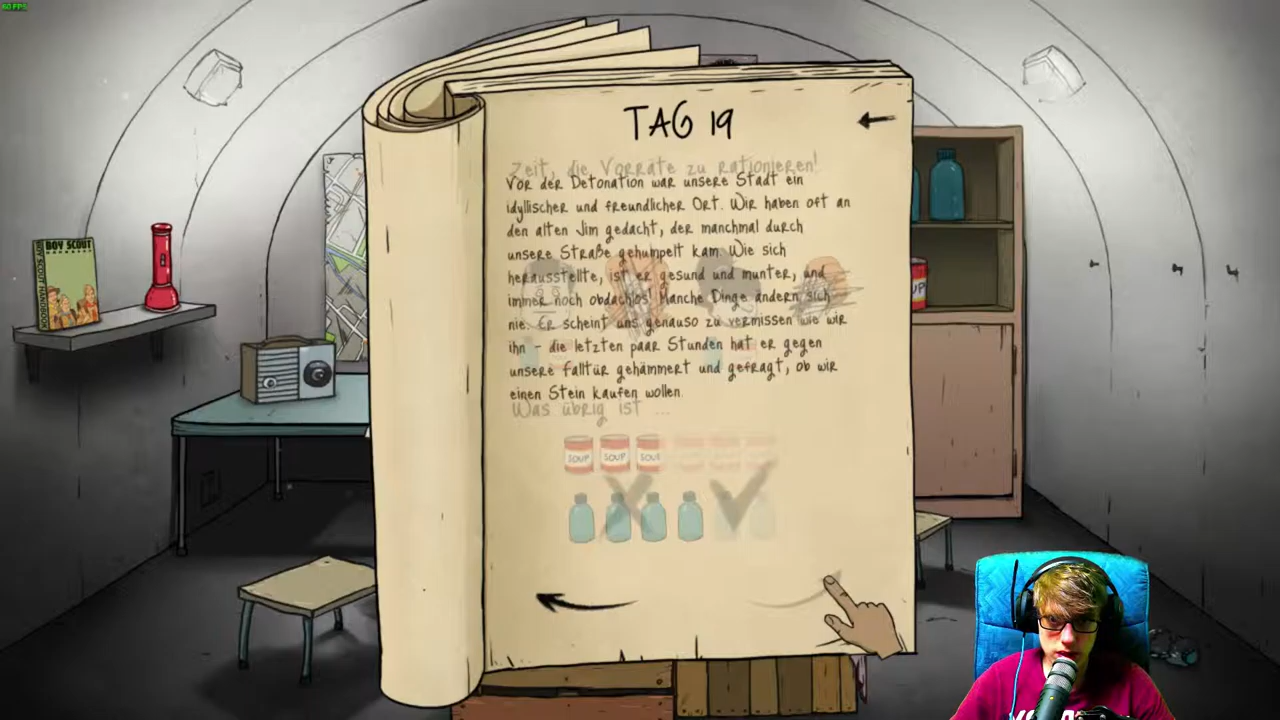 60 FPS
TAG 19
Zeit, die Vorräte zu rationieren!
Vor der Detonation war unsere Stadt ein
idyllischer und freundlicher Ort. Wir haben oft an
den alten Jim gedacht, der manchmal durch
unsere Straße gehumpelt kam. Wie sich
herausstellte, ist er gesund und munter, und
immer noch obdachlos! Manche Dinge ändern sich
nie. Er scheint uns genauso zu vermissen wie wir
ihn - die letzten paar Stunden hat er gegen
unsere Falltür gehämmert und gefragt, ob wir
einen Stein kaufen wollen.
Was übrig ist ...
SOUP SOUP SOUP
BOY SCOUT
BOY SCOUT HANDBOOK
UP